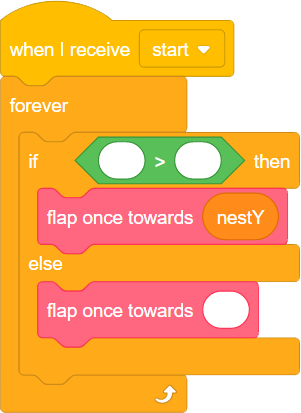 when I receive start
forever
if > then
flap once towards nestY
else
flap once towards